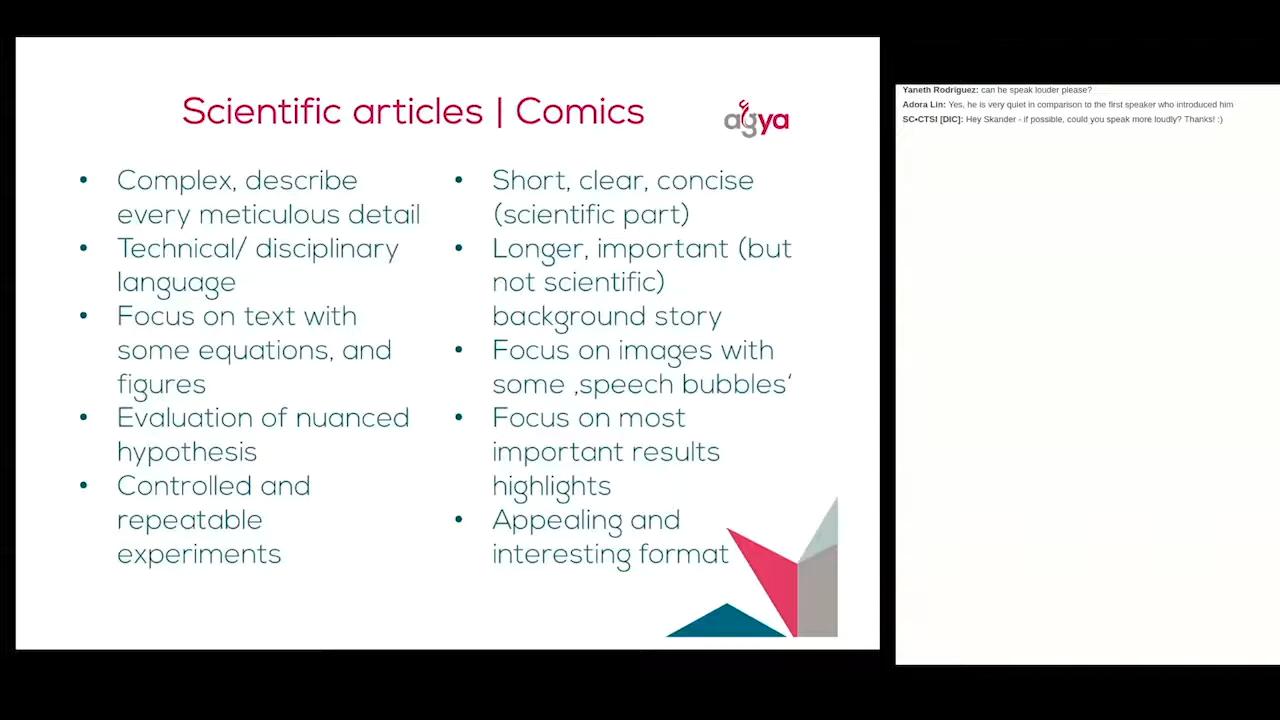 Scientific articles | Comics
agya
• Complex, describe
every meticulous detail
• Technical/ disciplinary
language
• Focus on text with
some equations, and
figures
• Evaluation of nuanced
hypothesis
• Controlled and
repeatable
experiments
• Short, clear, concise
(scientific part)
• Longer, important (but
not scientific)
background story
• Focus on images with
some ‚speech bubbles‘
• Focus on most
important results
highlights
• Appealing and
interesting format
Yaneth Rodriguez: can he speak louder please?
Adora Lin: Yes, he is very quiet in comparison to the first speaker who introduced him
SC•CTSI [DIC]: Hey Skander - if possible, could you speak more loudly? Thanks! :)